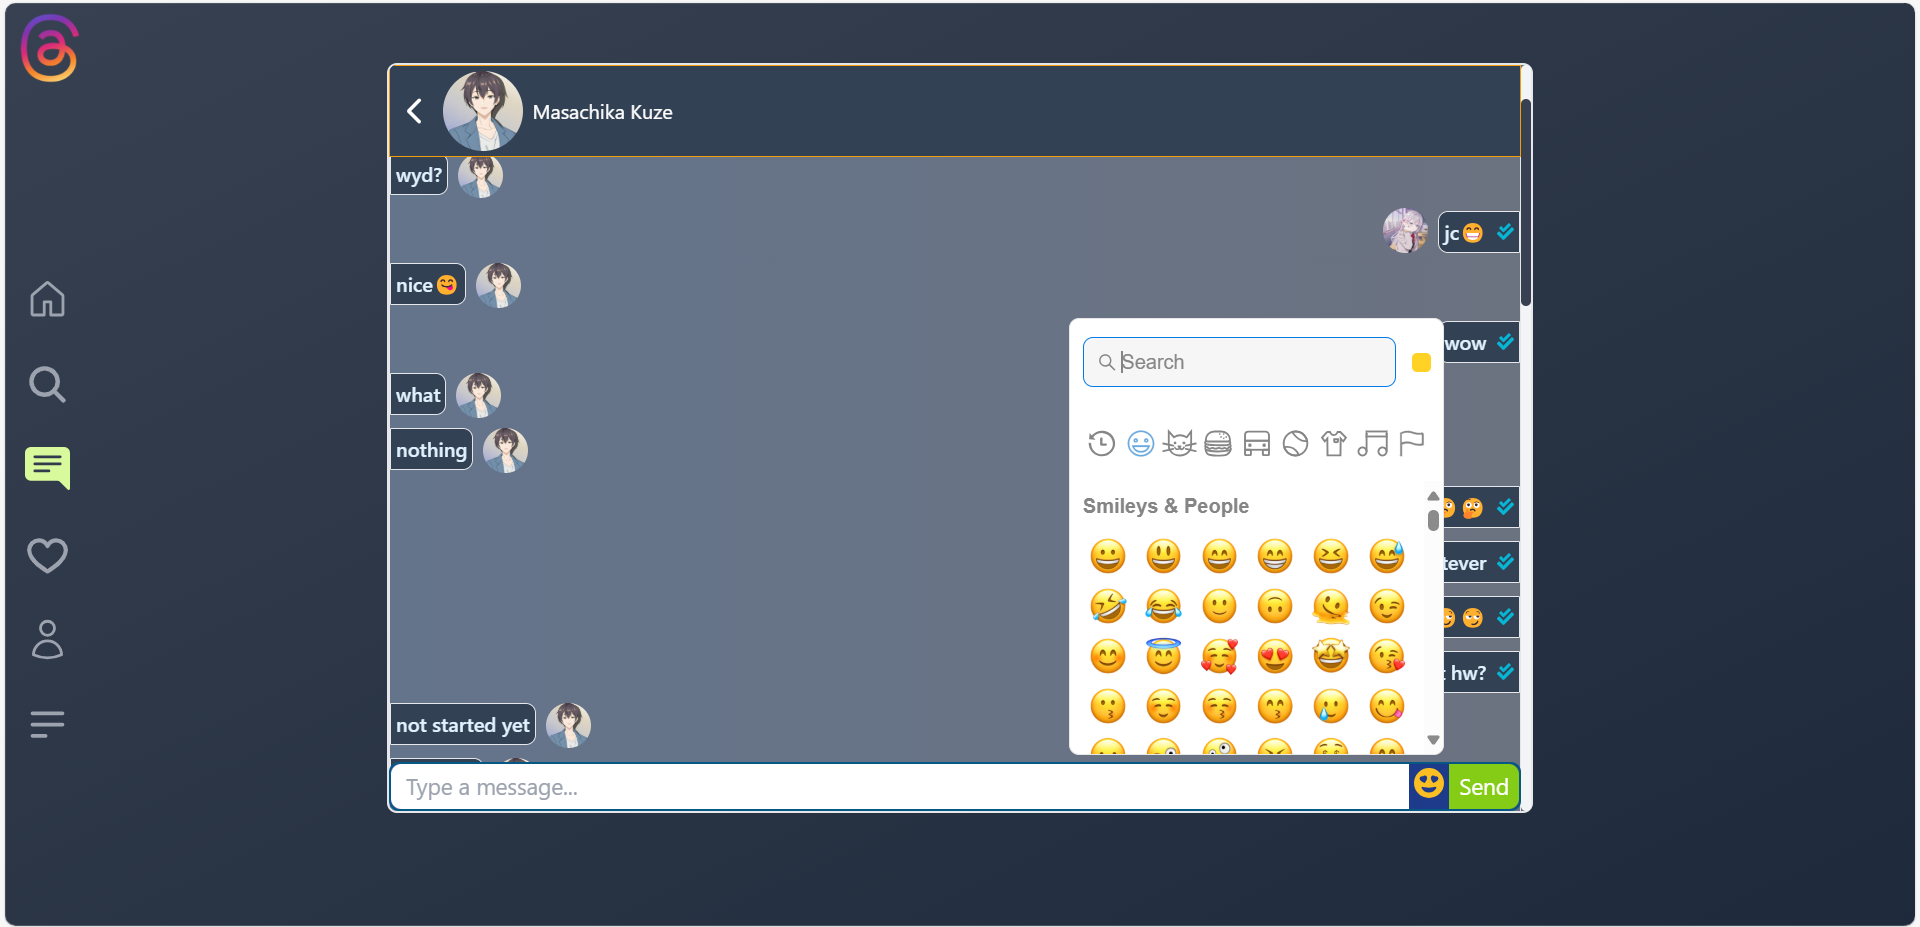 Masachika Kuze
wyd?
jc😁
nice😋
wow
Search
what
nothing
Smileys & People
tever
hw?
not started yet
Type a message...
Send